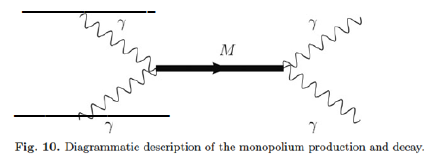 γ γ
M
γ γ
Fig. 10. Diagrammatic description of the monopolium production and decay.